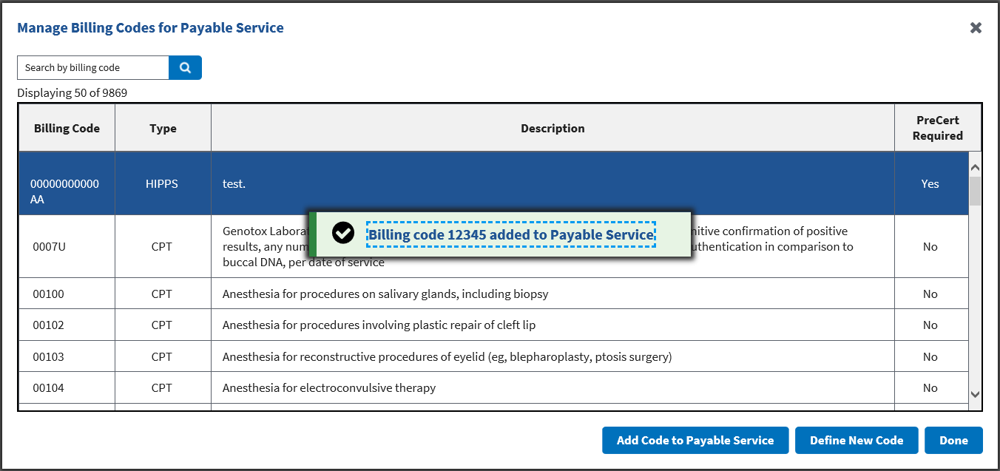 Manage Billing Codes for Payable Service
Search by billing code
Displaying 50 of 9869
Billing Code Type Description PreCert Required
00000000000AA HIPPS test. Yes
Billing code 12345 added to Payable Service
0007U CPT No
Genotox Laborat nitive confirmation of positive
results, any num uthentication in comparison to
buccal DNA, per date of service
00100 CPT Anesthesia for procedures on salivary glands, including biopsy No
00102 CPT Anesthesia for procedures involving plastic repair of cleft lip No
00103 CPT Anesthesia for reconstructive procedures of eyelid (eg, blepharoplasty, ptosis surgery) No
00104 CPT Anesthesia for electroconvulsive therapy No
Add Code to Payable Service Define New Code Done